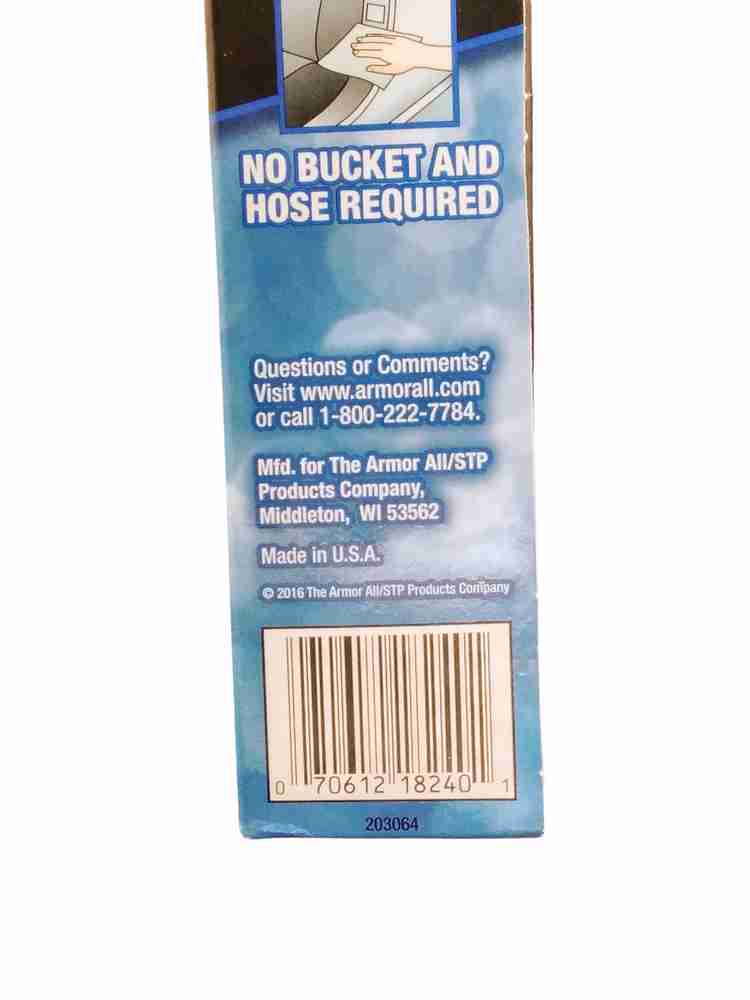 NO BUCKET AND
HOSE REQUIRED
Questions or Comments?
Visit www.armorall.com
or call 1-800-222-7784.
Mfd. for The Armor All/STP
Products Company,
Middleton, WI 53562
Made in U.S.A.
© 2016 The Armor All/STP Products Company
0 70612 18240 1
203064